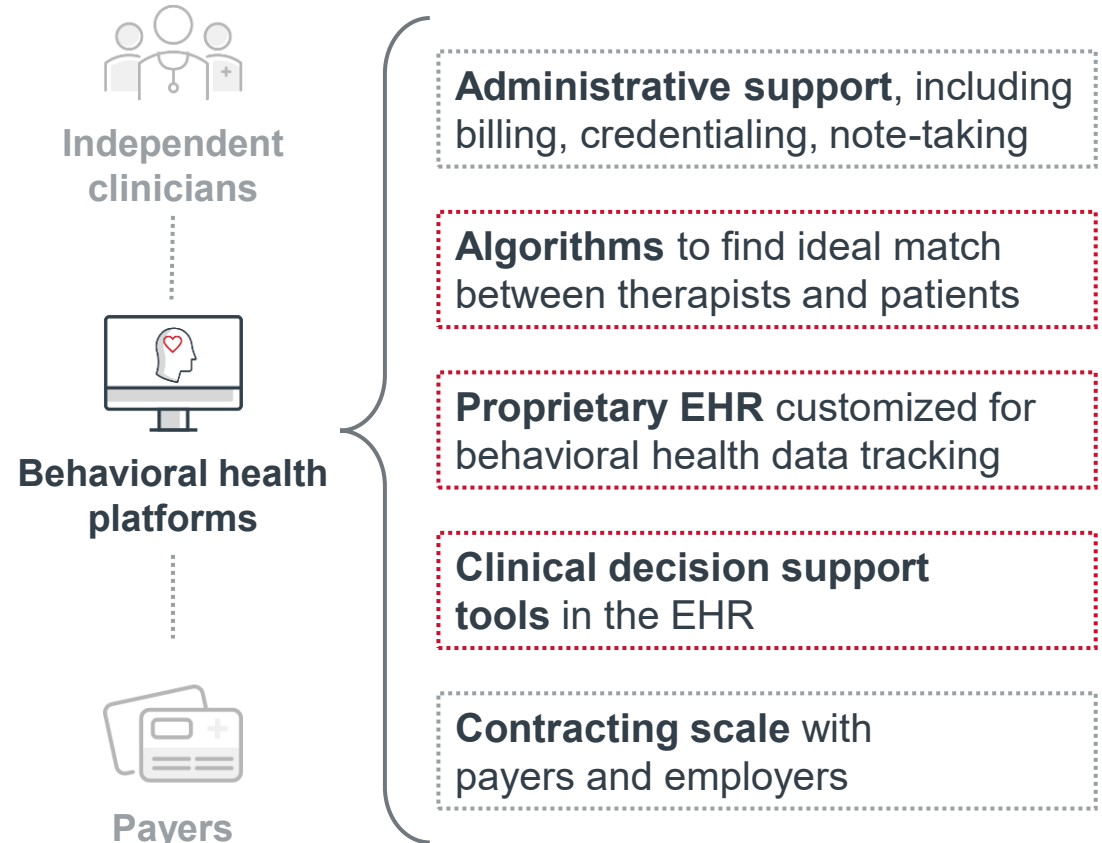 Independent
clinicians
Behavioral health
platforms
Payers
Administrative support, including
billing, credentialing, note-taking
Algorithms to find ideal match
between therapists and patients
Proprietary EHR customized for
behavioral health data tracking
Clinical decision support
tools in the EHR
Contracting scale with
payers and employers